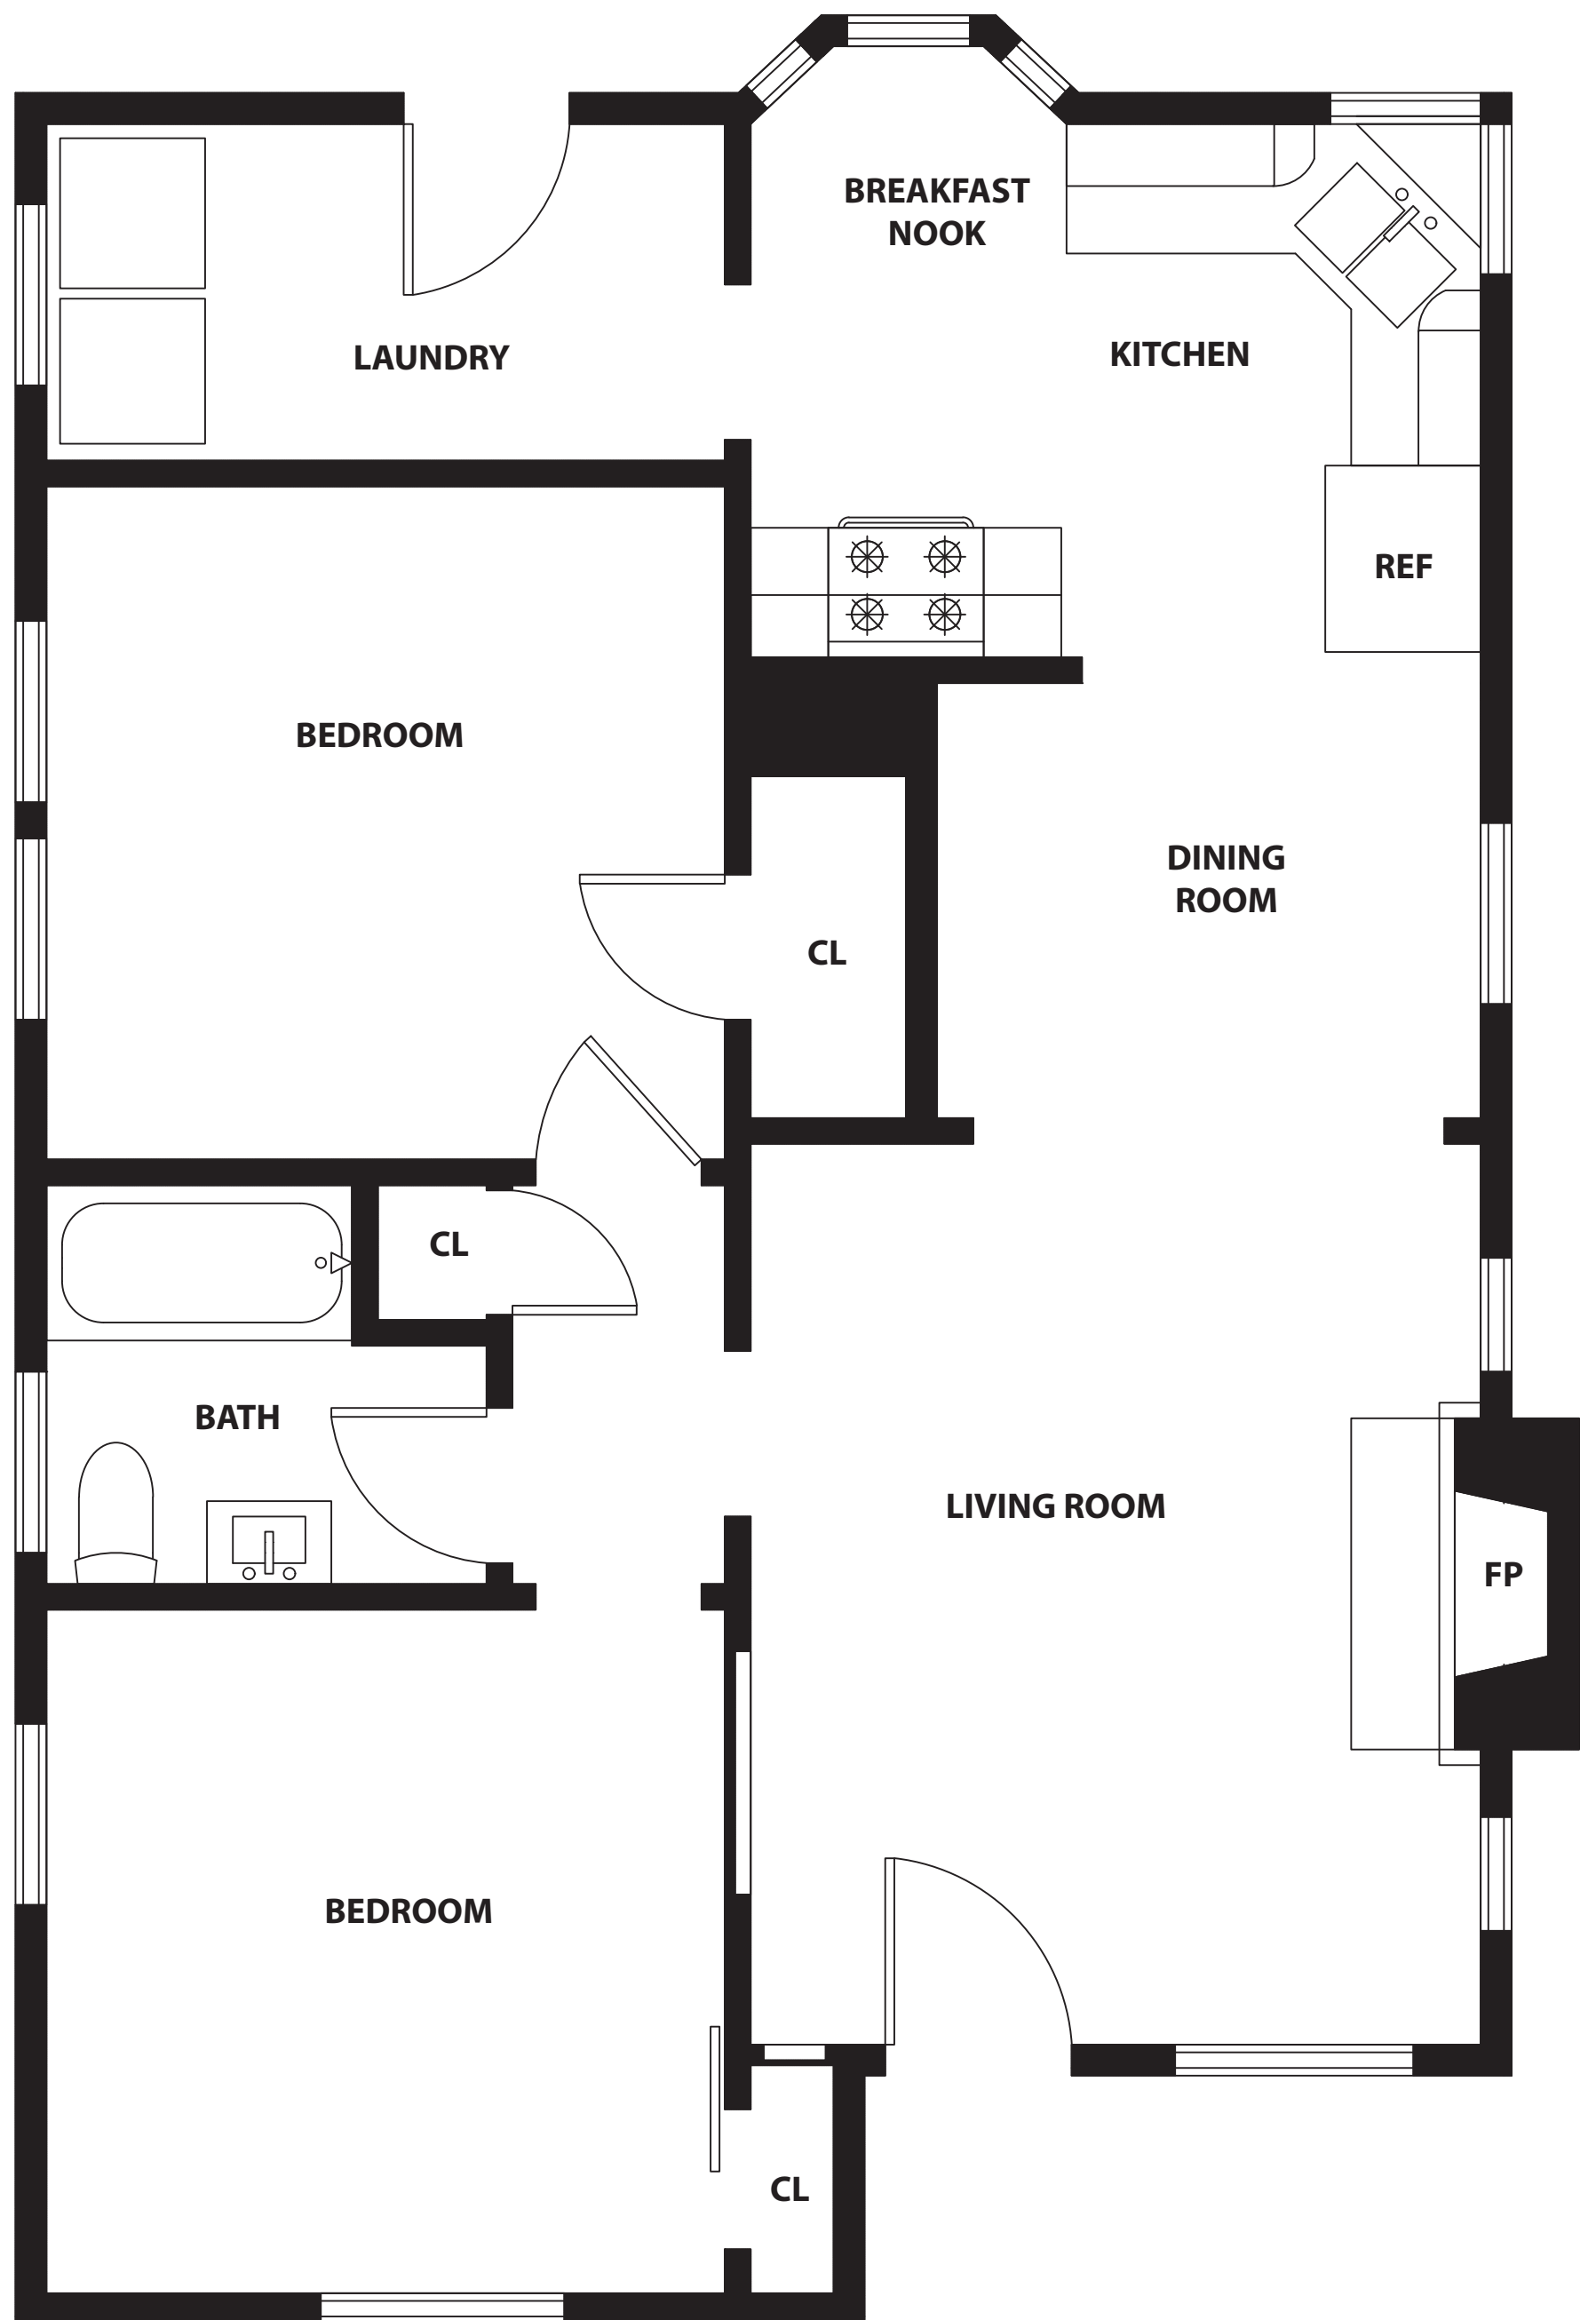 BREAKFAST
NOOK
LAUNDRY
KITCHEN
REF
BEDROOM
DINING
ROOM
CL
CL
BATH
LIVING ROOM
FP
BEDROOM
CL